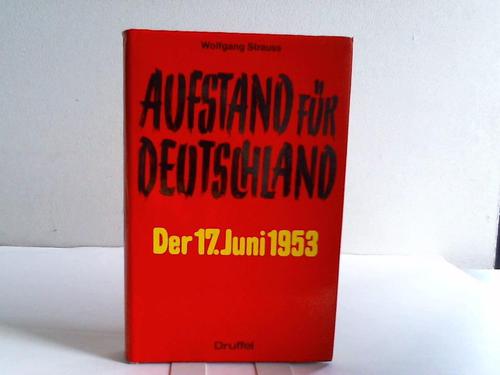 Wolfgang Strauss
AUFSTAND FÜR
DEUTSCHLAND
Der 17. Juni 1953
Druffel